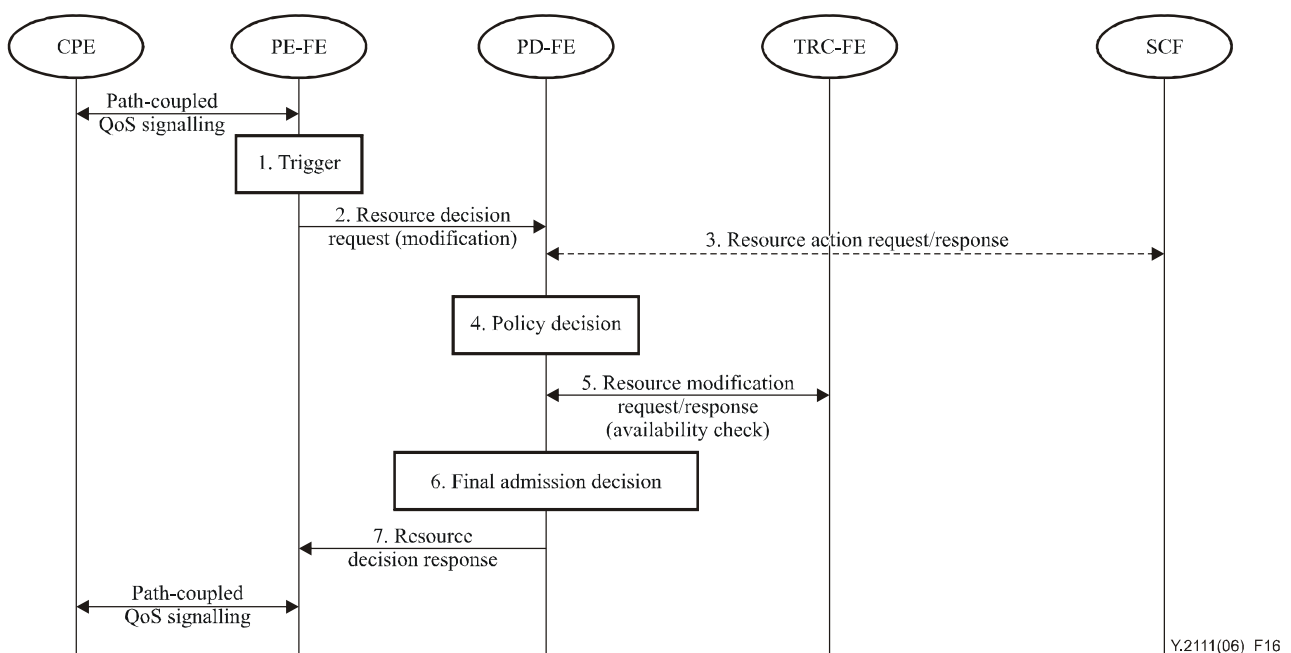 CPE
PE-FE
PD-FE
TRC-FE
SCF
Path-coupled
QoS signalling
1. Trigger
2. Resource decision
request (modification)
3. Resource action request/response
4. Policy decision
5. Resource modification
request/response
(availability check)
6. Final admission decision
7. Resource
decision response
Path-coupled
QoS signalling
Y.2111(06)_F16